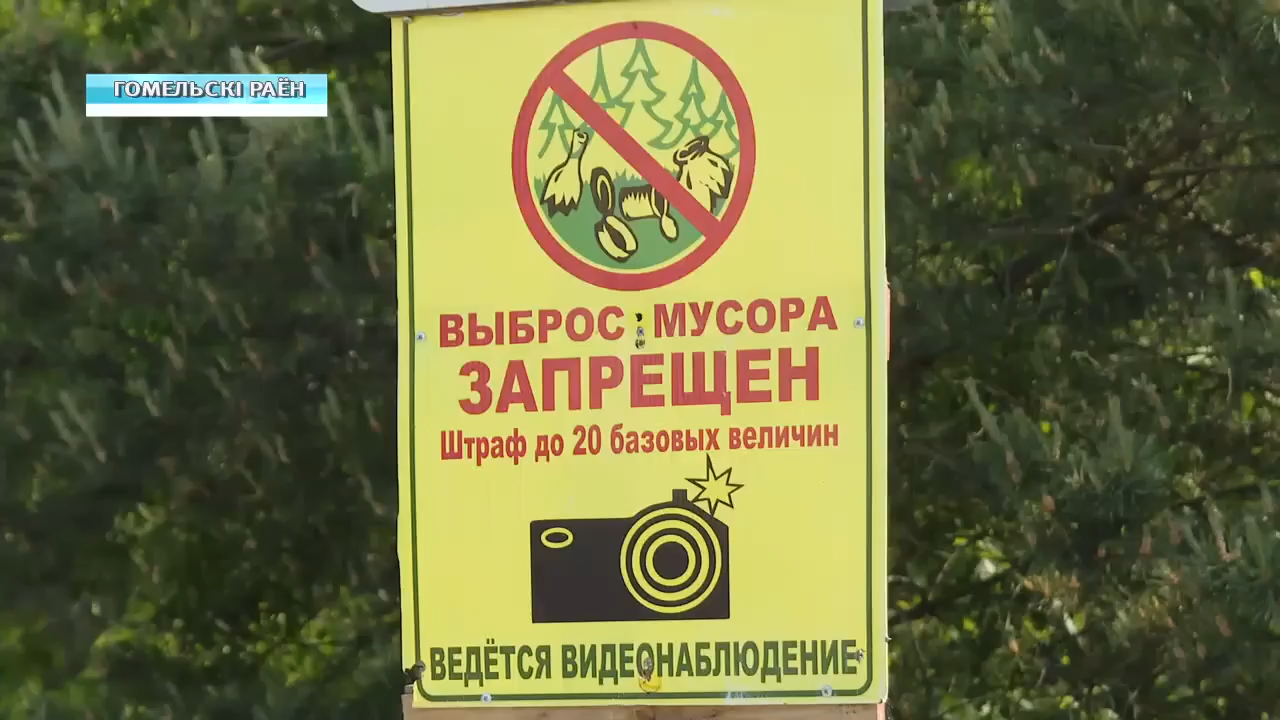 ГОМЕЛЬСКІ РАЁН
ВЫБРОС МУСОРА
ЗАПРЕЩЕН
Штраф до 20 базовых величин
ВЕДЁТСЯ ВИДЕОНАБЛЮДЕНИЕ